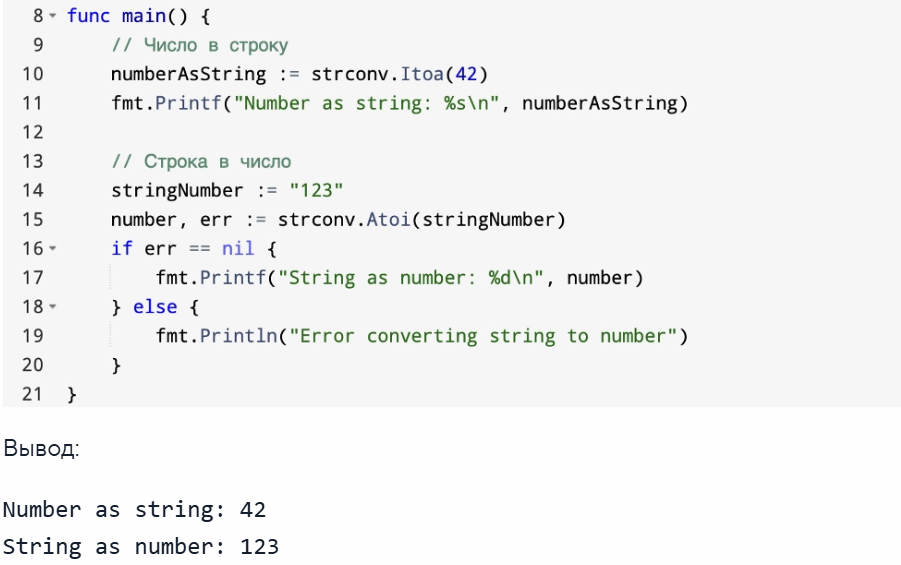 8 func main() {
9 // Число в строку
10 numberAsString := strconv.Itoa(42)
11 fmt.Printf("Number as string: %s\n", numberAsString)
12
13 // Строка в число
14 stringNumber := "123"
15 number, err := strconv.Atoi(stringNumber)
16 if err == nil {
17 fmt.Printf("String as number: %d\n", number)
18 } else {
19 fmt.Println("Error converting string to number")
20 }
21 }
Вывод:
Number as string: 42
String as number: 123